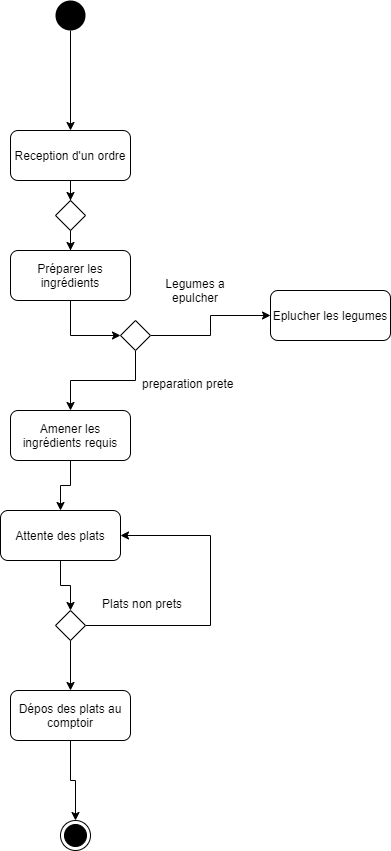 Reception d'un ordre
Préparer les
ingrédients
Legumes a
epulcher
Eplucher les legumes
preparation prete
Amener les
ingrédients requis
Attente des plats
Plats non prets
Dépos des plats au
comptoir